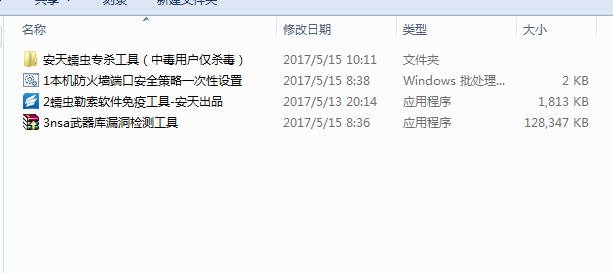 共享 刻录 新建文件夹
名称 修改日期 类型 大小
安天蠕虫专杀工具（中毒用户仅杀毒） 2017/5/15 10:11 文件夹
1本机防火墙端口安全策略一次性设置 2017/5/15 8:38 Windows 批处理... 2 KB
2蠕虫勒索软件免疫工具-安天出品 2017/5/13 20:14 应用程序 1,813 KB
3nsa武器库漏洞检测工具 2017/5/15 8:36 应用程序 128,347 KB